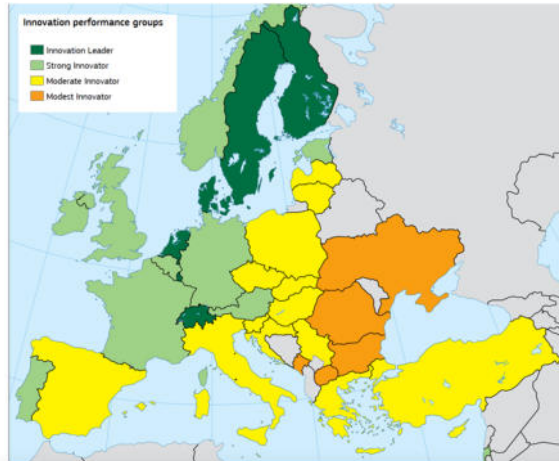 Innovation performance groups
Innovation Leader
Strong Innovator
Moderate Innovator
Modest Innovator